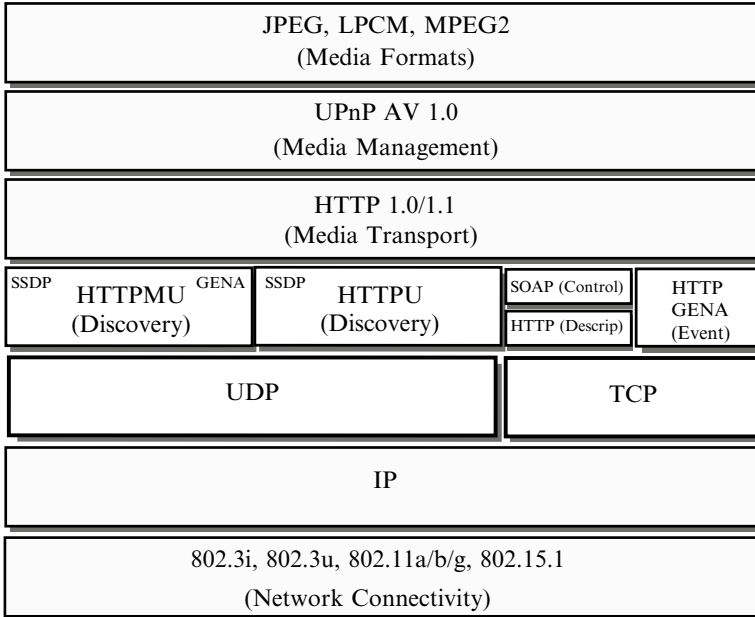 JPEG, LPCM, MPEG2
(Media Formats)
UPnP AV 1.0
(Media Management)
HTTP 1.0/1.1
(Media Transport)
SSDP
HTTPMU
GENA
(Discovery)
SSDP
HTTPU
(Discovery)
SOAP (Control)
HTTP (Descrip)
HTTP
GENA
(Event)
UDP
TCP
IP
802.3i, 802.3u, 802.11a/b/g, 802.15.1
(Network Connectivity)